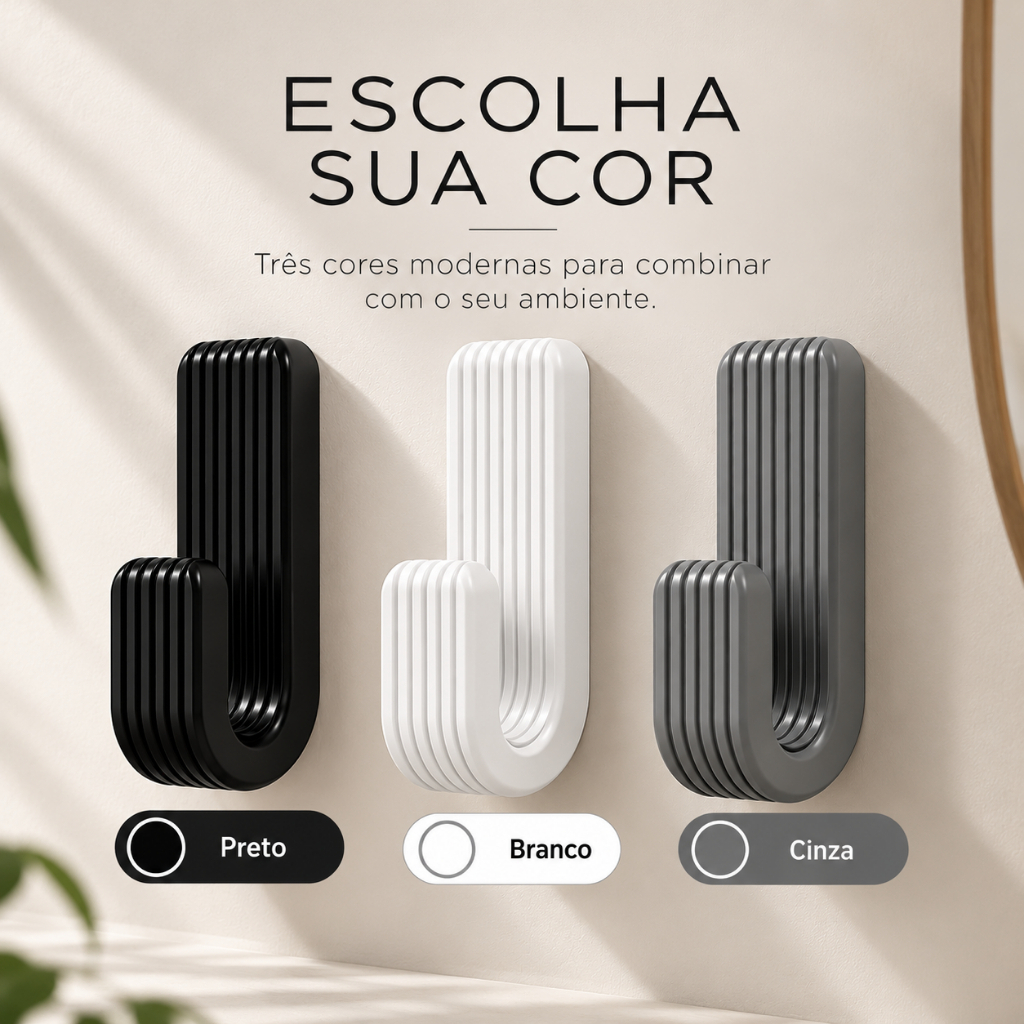 ESCOLHA
SUA COR
Três cores modernas para combinar
com o seu ambiente.
Preto
Branco
Cinza